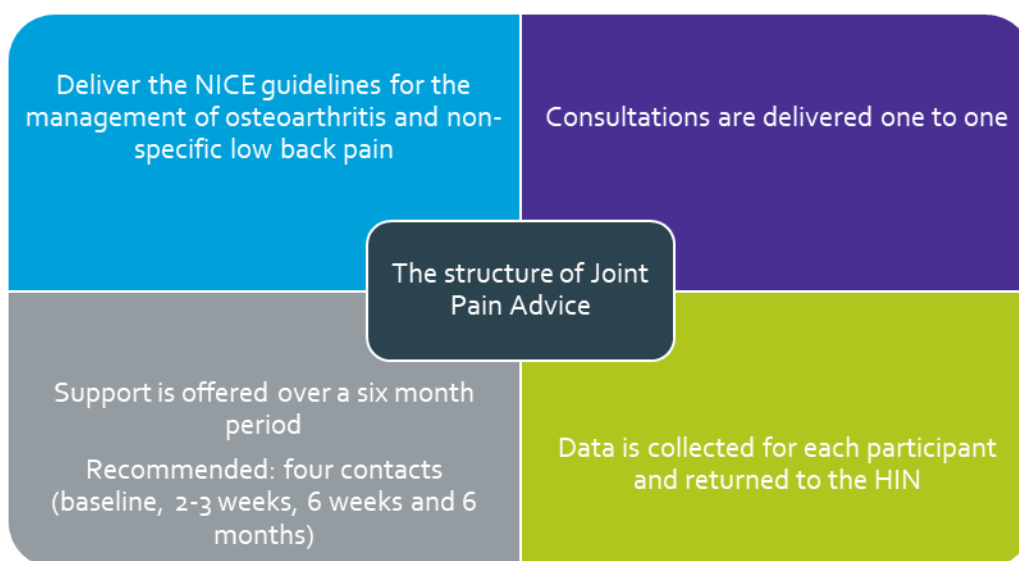 Deliver the NICE guidelines for the
management of osteoarthritis and non-
specific low back pain
Consultations are delivered one to one
The structure of Joint
Pain Advice
Support is offered over a six month
period
Recommended: four contacts
(baseline, 2-3 weeks, 6 weeks and 6
months)
Data is collected for each participant
and returned to the HIN